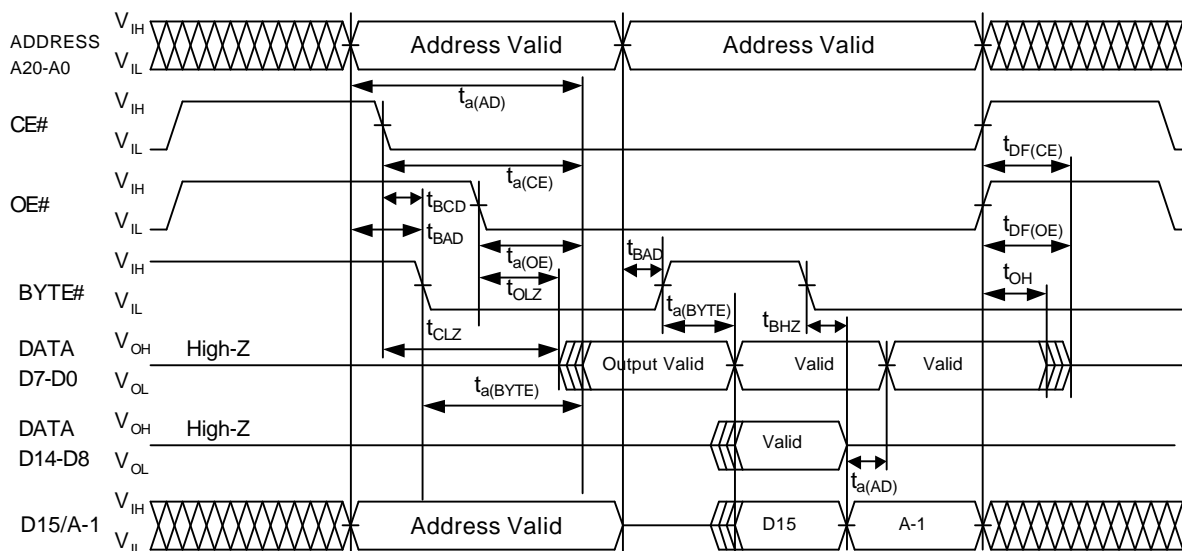 ADDRESS
A20-A0
VIH
VIL
Address Valid
Address Valid
ta(AD)
CE#
VIH
VIL
ta(CE)
tDF(CE)
OE#
VIH
VIL
tBCD
tBAD
ta(OE)
tOLZ
tBAD
tDF(OE)
tOH
BYTE#
VIH
VIL
ta(BYTE)
tBHZ
tCLZ
DATA
D7-D0
VOH
VOL
High-Z
Output Valid
Valid
Valid
ta(BYTE)
DATA
D14-D8
VOH
VOL
High-Z
Valid
ta(AD)
D15/A-1
VIH
VIL
Address Valid
D15
A-1